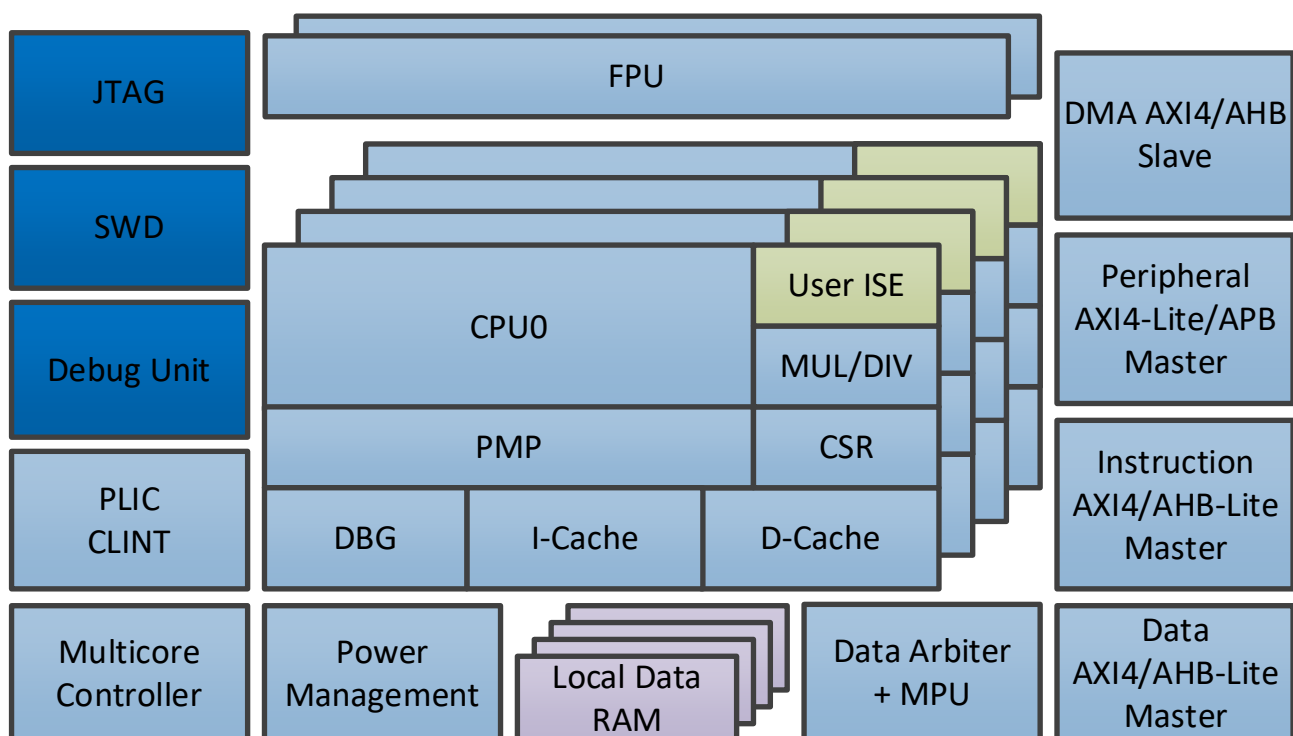 JTAG
SWD
Debug Unit
PLIC
CLINT
Multicore
Controller
FPU
CPU0
User ISE
MUL/DIV
PMP
CSR
DBG
I-Cache
D-Cache
Power
Management
Local Data
RAM
Data Arbiter
+ MPU
DMA AXI4/AHB
Slave
Peripheral
AXI4-Lite/APB
Master
Instruction
AXI4/AHB-Lite
Master
Data
AXI4/AHB-Lite
Master